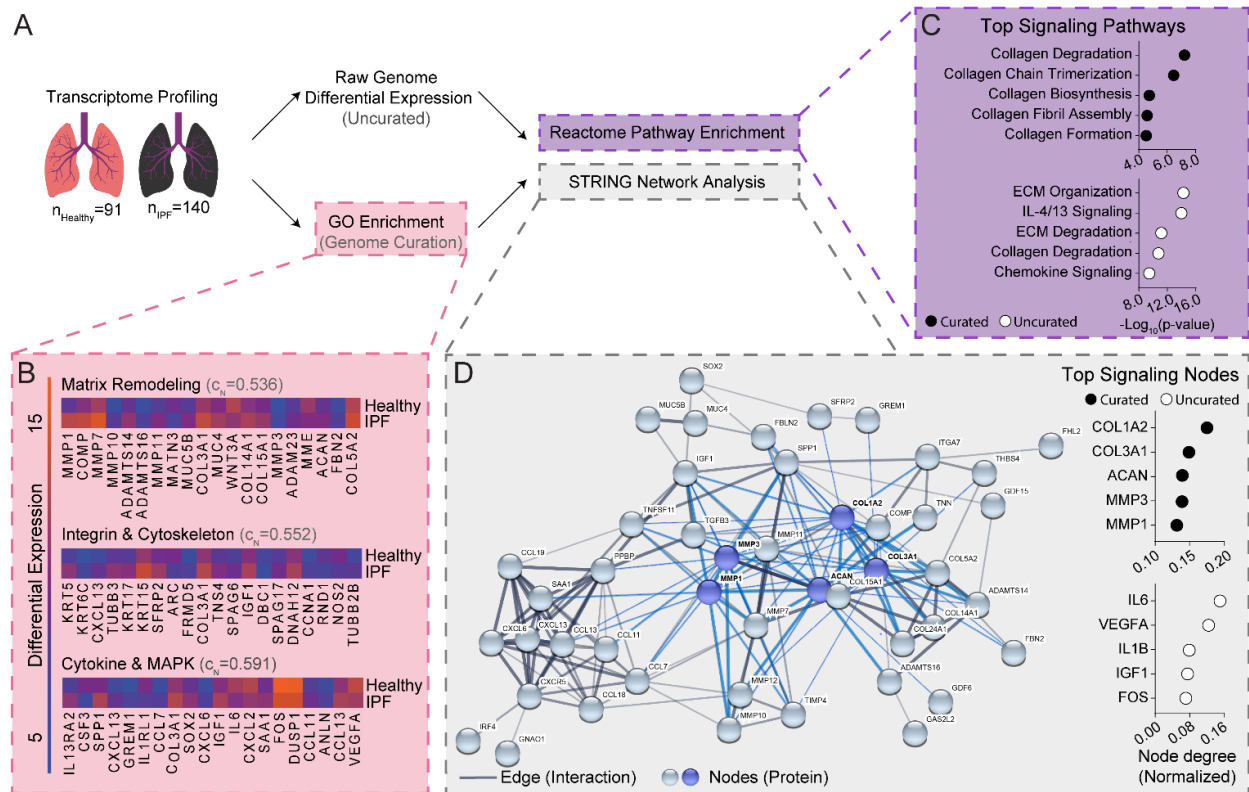 A
Transcriptome Profiling
n_Healthy=91
n_IPF=140
Raw Genome
Differential Expression
(Uncurated)
GO Enrichment
(Genome Curation)
Reactome Pathway Enrichment
STRING Network Analysis
C
Top Signaling Pathways
Collagen Degradation
Collagen Chain Trimerization
Collagen Biosynthesis
Collagen Fibril Assembly
Collagen Formation
4.0 6.0 8.0
ECM Organization
IL-4/13 Signaling
ECM Degradation
Collagen Degradation
Chemokine Signaling
8.0 12.0 16.0
Curated Uncurated
-Log10(p-value)
B
Differential Expression
15
5
Matrix Remodeling (c_N=0.536)
Healthy
IPF
MMP1
COMP
MMP7
MMP10
ADAMTS14
ADAMTS16
MMP11
MATN3
MUC5B
COL3A1
MUC4
WNT3A
COL14A1
COL15A1
MMP3
ADAM23
MME
ACAN
FBN2
COL5A2
Integrin & Cytoskeleton (c_N=0.552)
Healthy
IPF
KRT5
KRT6C
CXCL13
TUBB3
KRT17
KRT15
SFRP2
ARC
FRMD5
COL3A1
TNS4
SPAG6
IGF1
DBC1
SPAG17
DNAH12
CCNA1
RND1
NOS2
TUBB2B
Cytokine & MAPK (c_N=0.591)
Healthy
IPF
IL13RA2
CSF3
SPP1
CXCL13
GREM1
IL1RL1
CCL7
COL3A1
SOX2
CXCL6
IGF1
IL6
CXCL2
SAA1
FOS
DUSP1
CCL11
ANLN
CCL13
VEGFA
D
SOX2
MUC5B
MUC4
FBLN2
SFRP2
GREM1
FHL2
IGF1
SPP1
ITGA7
THBS4
GDF15
TNFSF11
TGFB3
COL1A2
COMP
TNN
MMP11
CCL19
PPBP
MMP3
COL3A1
COL5A2
SAA1
MMP1
ACAN
COL15A1
ADAMTS14
COL14A1
CXCL6
CXCL13
CCL13
CCL11
MMP7
COL24A1
FBN2
CXCR5
CCL7
ADAMTS16
CCL18
MMP12
TIMP4
GDF6
MMP10
GAS2L2
IRF4
GNAO1
Edge (Interaction)
Nodes (Protein)
Top Signaling Nodes
Curated Uncurated
COL1A2
COL3A1
ACAN
MMP3
MMP1
0.10 0.15 0.20
IL6
VEGFA
IL1B
IGF1
FOS
0.00 0.08 0.16
Node degree
(Normalized)